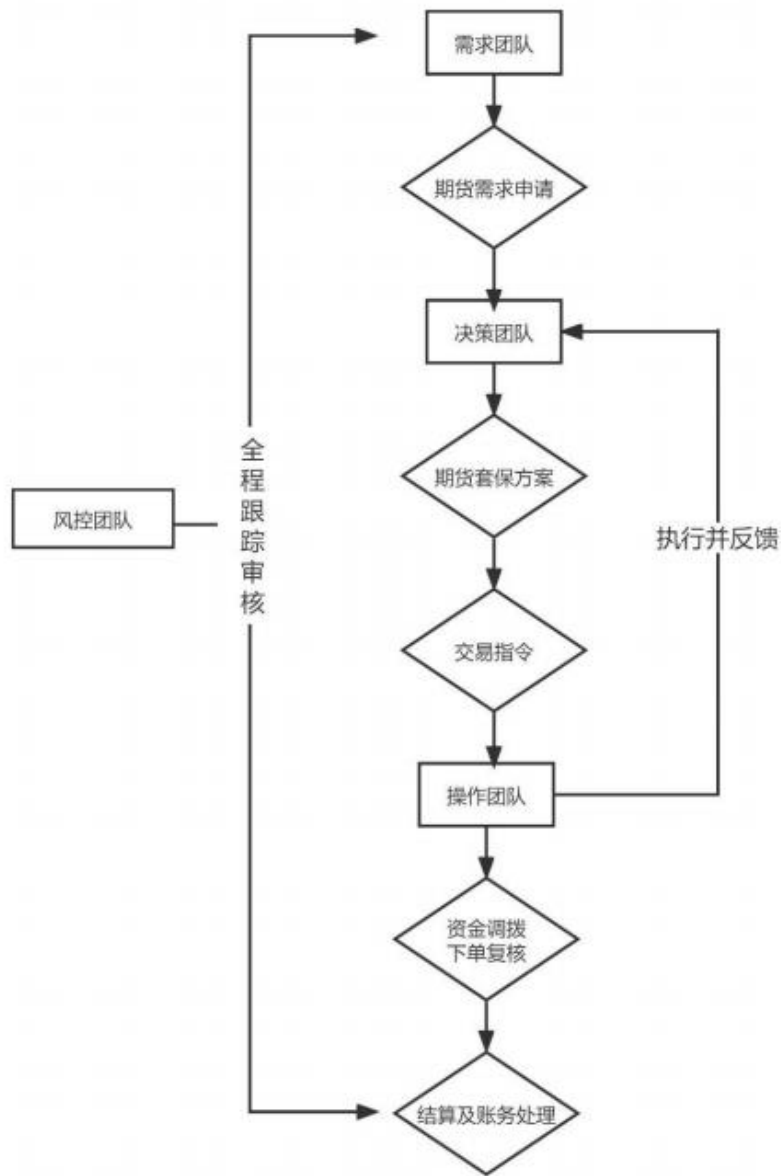 需求团队
期货需求申请
决策团队
期货套保方案
全程跟踪审核
风控团队
执行并反馈
交易指令
操作团队
资金调拨
下单复核
结算及账务处理